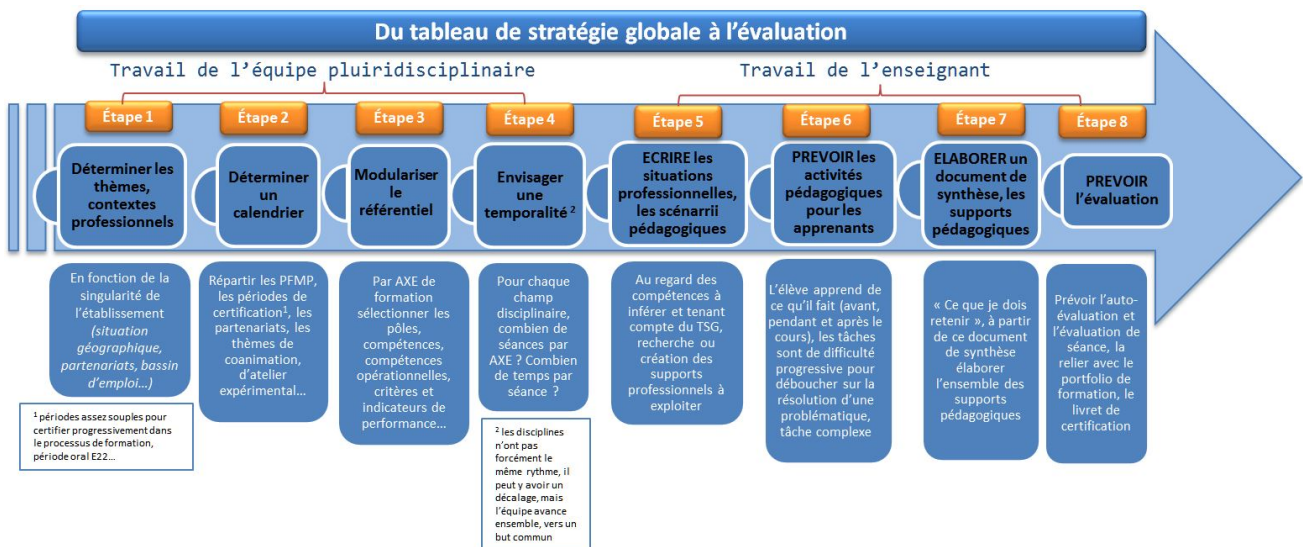 Du tableau de stratégie globale à l'évaluation
Travail de l'équipe pluridisciplinaire
Travail de l'enseignant
Étape 1
Étape 2
Étape 3
Étape 4
Étape 5
Étape 6
Étape 7
Étape 8
Déterminer les
thèmes,
contextes
professionnels
Déterminer
un
calendrier
Modulariser
le
référentiel
Envisager
une
temporalité ²
ECRIRE les
situations
professionnelles,
les scénarrii
pédagogiques
PREVOIR les
activités
pédagogiques
pour les
apprenants
ELABORER un
document de
synthèse, les
supports
pédagogiques
PREVOIR
l'évaluation
En fonction de la
singularité de
l'établissement
(situation
géographique,
partenariats, bassin
d'emploi…)
Répartir les PFMP,
les périodes de
certification¹, les
partenariats, les
thèmes de
coanimation,
d'atelier
expérimental…
Par AXE de
formation
sélectionner les
pôles,
compétences,
compétences
opérationnelles,
critères et
indicateurs de
performance…
Pour chaque
champ
disciplinaire,
combien de
séances par
AXE ? Combien
de temps par
séance ?
Au regard des
compétences à
inférer et tenant
compte du TSG,
recherche ou
création des
supports
professionnels à
exploiter
L'élève apprend de
ce qu'il fait (avant,
pendant et après le
cours), les tâches
sont de difficulté
progressive pour
déboucher sur la
résolution d'une
problématique,
tâche complexe
« Ce que je dois
retenir », à partir
de ce document
de synthèse
élaborer
l'ensemble des
supports
pédagogiques
Prévoir l'auto-
évaluation et
l'évaluation de
séance, la
relier avec le
portfolio de
formation, le
livret de
certification
¹ périodes assez souples pour
certifier progressivement dans
le processus de formation,
période oral E22…
² les disciplines
n'ont pas
forcément le
même rythme, il
peut y avoir un
décalage, mais
l'équipe avance
ensemble, vers un
but commun